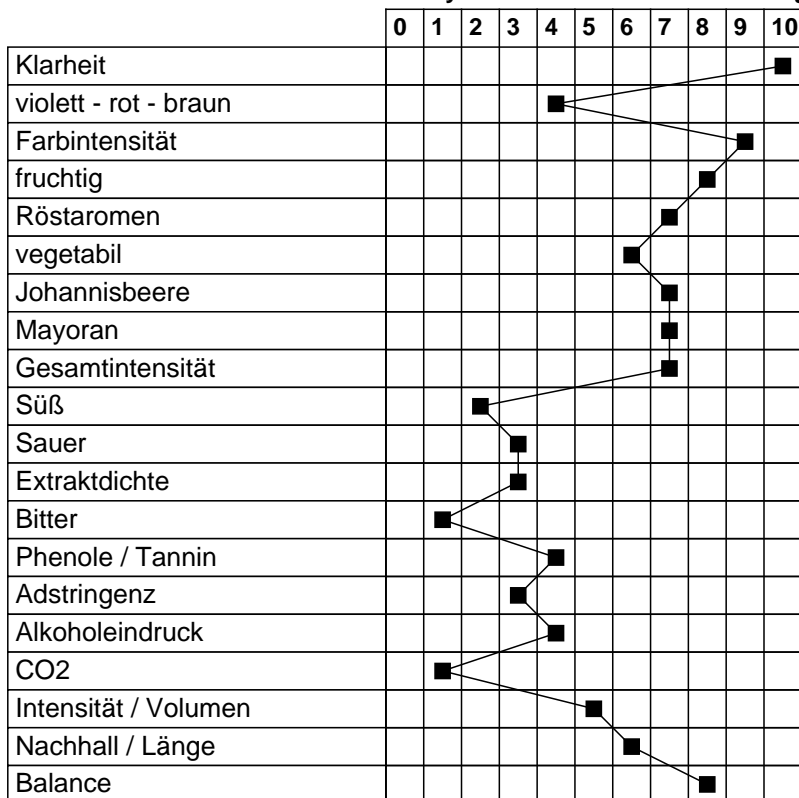 0 1 2 3 4 5 6 7 8 9 10
Klarheit
violett - rot - braun
Farbintensität
fruchtig
Röstaromen
vegetabil
Johannisbeere
Mayoran
Gesamtintensität
Süß
Sauer
Extraktdichte
Bitter
Phenole / Tannin
Adstringenz
Alkoholeindruck
CO2
Intensität / Volumen
Nachhall / Länge
Balance